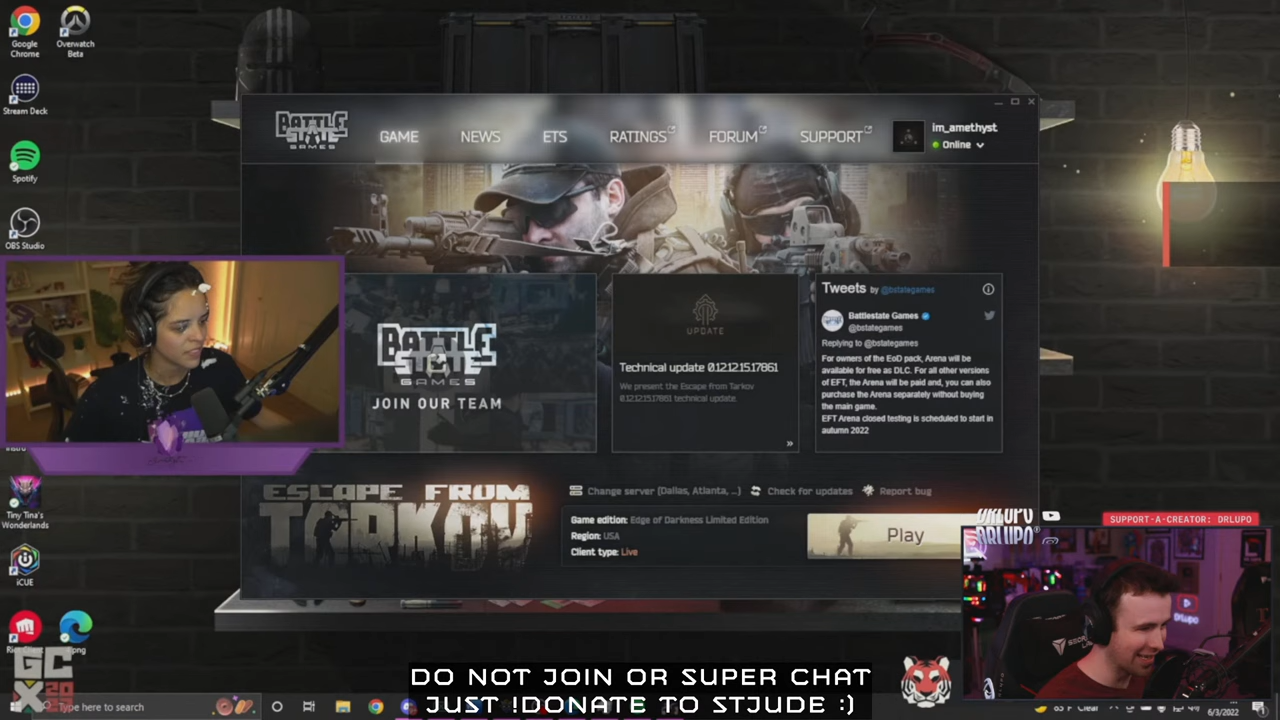 Google
Chrome
Overwatch
Beta
Stream Deck
Spotify
OBS Studio
Tiny Tina's
Wonderlands
iCUE
BATTLE
STATE
GAMES
GAME
NEWS
ETS
RATINGS
FORUM
SUPPORT
im_amethyst
Online
BATTLE
STATE
GAMES
JOIN OUR TEAM
UPDATE
Technical update 0.12.12.15.17861
We present the Escape from Tarkov
0.12.12.15.17861 technical update.
Tweets by @bstategames
Battlestate Games
@bstategames
Replying to @bstategames
For owners of the EoD pack, Arena will be
available for free as DLC. For all other versions
of EFT, the Arena will be paid and, you can also
purchase the Arena separately without buying
the main game.
EFT Arena closed testing is scheduled to start in
autumn 2022
ESCAPE FROM
TARKOV
Change server (Dallas, Atlanta, ...)
Check for updates
Report bug
Game edition: Edge of Darkness Limited Edition
Region: USA
Client type: Live
Play
DRLUPO
DRLUPO
SUPPORT-A-CREATOR: DRLUPO
DrLupo
GC
X
DO NOT JOIN OR SUPER CHAT
JUST !DONATE TO STJUDE :)
Type here to search
Clear
6/3/2022